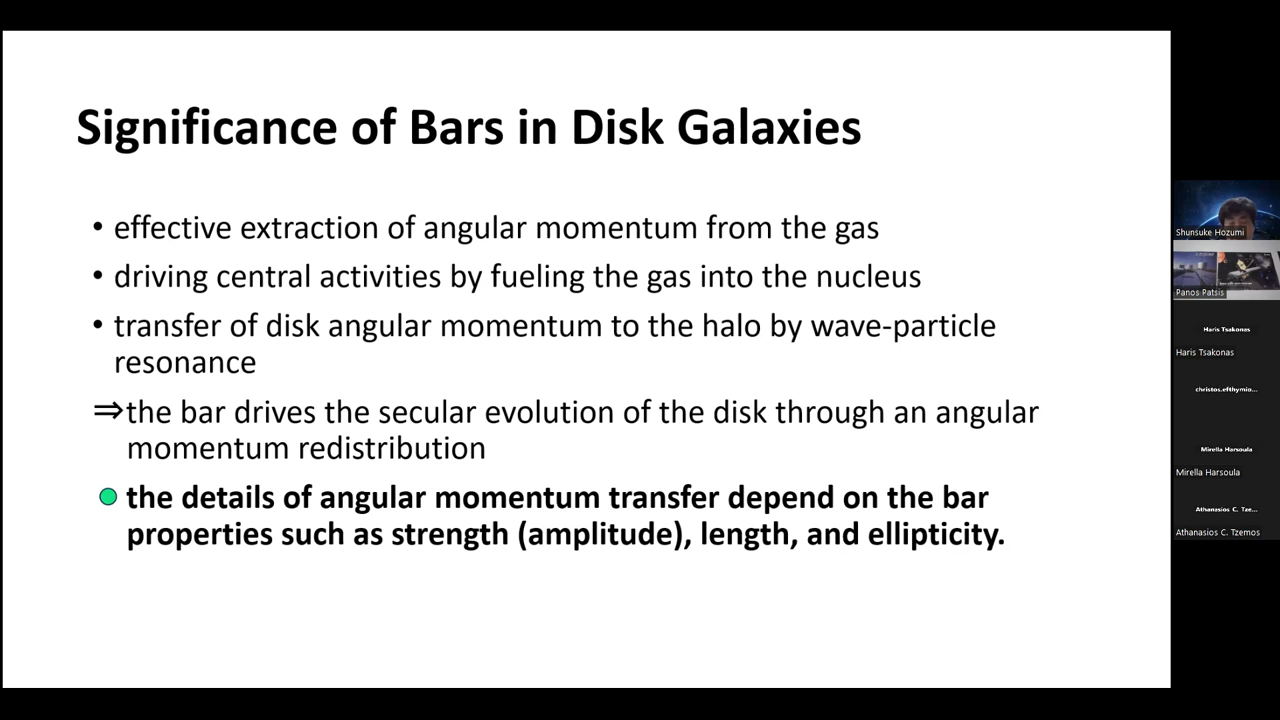 Significance of Bars in Disk Galaxies
• effective extraction of angular momentum from the gas
• driving central activities by fueling the gas into the nucleus
• transfer of disk angular momentum to the halo by wave-particle
resonance
⇒the bar drives the secular evolution of the disk through an angular
momentum redistribution
the details of angular momentum transfer depend on the bar
properties such as strength (amplitude), length, and ellipticity.
Shunsuke Hozumi
Panos Patsis
Haris Tsakonas
Haris Tsakonas
christos.efthymio...
Mirella Harsoula
Mirella Harsoula
Athanasios C. Tze...
Athanasios C. Tzemos